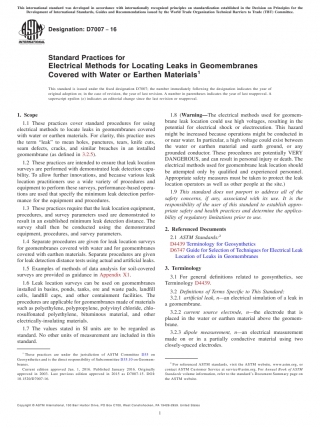 This international standard was developed in accordance with internationally recognized principles on standardization established in the Decision on Principles for the
Development of International Standards, Guides and Recommendations issued by the World Trade Organization Technical Barriers to Trade (TBT) Committee.
Designation: D7007 − 16
Standard Practices for
Electrical Methods for Locating Leaks in Geomembranes
Covered with Water or Earthen Materials1
This standard is issued under the fixed designation D7007; the number immediately following the designation indicates the year of
original adoption or, in the case of revision, the year of last revision. A number in parentheses indicates the year of last reapproval. A
superscript epsilon (ε) indicates an editorial change since the last revision or reapproval.
1. Scope
1.1 These practices cover standard procedures for using
electrical methods to locate leaks in geomembranes covered
with water or earthen materials. For clarity, this practice uses
the term “leak” to mean holes, punctures, tears, knife cuts,
seam defects, cracks, and similar breaches in an installed
geomembrane (as defined in 3.2.5).
1.2 These practices are intended to ensure that leak location
surveys are performed with demonstrated leak detection capa-
bility. To allow further innovations, and because various leak
location practitioners use a wide variety of procedures and
equipment to perform these surveys, performance-based opera-
tions are used that specify the minimum leak detection perfor-
mance for the equipment and procedures.
1.3 These practices require that the leak location equipment,
procedures, and survey parameters used are demonstrated to
result in an established minimum leak detection distance. The
survey shall then be conducted using the demonstrated
equipment, procedures, and survey parameters.
1.4 Separate procedures are given for leak location surveys
for geomembranes covered with water and for geomembranes
covered with earthen materials. Separate procedures are given
for leak detection distance tests using actual and artificial leaks.
1.5 Examples of methods of data analysis for soil-covered
surveys are provided as guidance in Appendix X1.
1.6 Leak location surveys can be used on geomembranes
installed in basins, ponds, tanks, ore and waste pads, landfill
cells, landfill caps, and other containment facilities. The
procedures are applicable for geomembranes made of materials
such as polyethylene, polypropylene, polyvinyl chloride, chlo-
rosulfonated polyethylene, bituminous material, and other
electrically-insulating materials.
1.7 The values stated in SI units are to be regarded as
standard. No other units of measurement are included in this
standard.
1 These practices are under the jurisdiction of ASTM Committee D35 on
Geosynthetics and is the direct responsibility of Subcommittee D35.10 on Geomem-
branes.
Current edition approved Jan. 1, 2016. Published January 2016. Originally
approved in 2003. Last previous edition approved in 2015 as D7007–15. DOI:
10.1520/D7007-16.
1.8 (Warning—The electrical methods used for geomem-
brane leak location could use high voltages, resulting in the
potential for electrical shock or electrocution. This hazard
might be increased because operations might be conducted in
or near water. In particular, a high voltage could exist between
the water or earthen material and earth ground, or any
grounded conductor. These procedures are potentially VERY
DANGEROUS, and can result in personal injury or death. The
electrical methods used for geomembrane leak location should
be attempted only by qualified and experienced personnel.
Appropriate safety measures must be taken to protect the leak
location operators as well as other people at the site.)
1.9 This standard does not purport to address all of the
safety concerns, if any, associated with its use. It is the
responsibility of the user of this standard to establish appro-
priate safety and health practices and determine the applica-
bility of regulatory limitations prior to use.
2. Referenced Documents
2.1 ASTM Standards:2
D4439 Terminology for Geosynthetics
D6747 Guide for Selection of Techniques for Electrical Leak
Location of Leaks in Geomembranes
3. Terminology
3.1 For general definitions related to geosynthetics, see
Terminology D4439.
3.2 Definitions of Terms Specific to This Standard:
3.2.1 artificial leak, n—an electrical simulation of a leak in
a geomembrane.
3.2.2 current source electrode, n—the electrode that is
placed in the water or earthen material above the geomem-
brane.
3.2.3 dipole measurement, n—an electrical measurement
made on or in a partially conductive material using two
closely-spaced electrodes.
2 For referenced ASTM standards, visit the ASTM website, www.astm.org, or
contact ASTM Customer Service at service@astm.org. For Annual Book of ASTM
Standards volume information, refer to the standard’s Document Summary page on
the ASTM website.
Copyright © ASTM International, 100 Barr Harbor Drive, PO Box C700, West Conshohocken, PA 19428-2959. United States
1